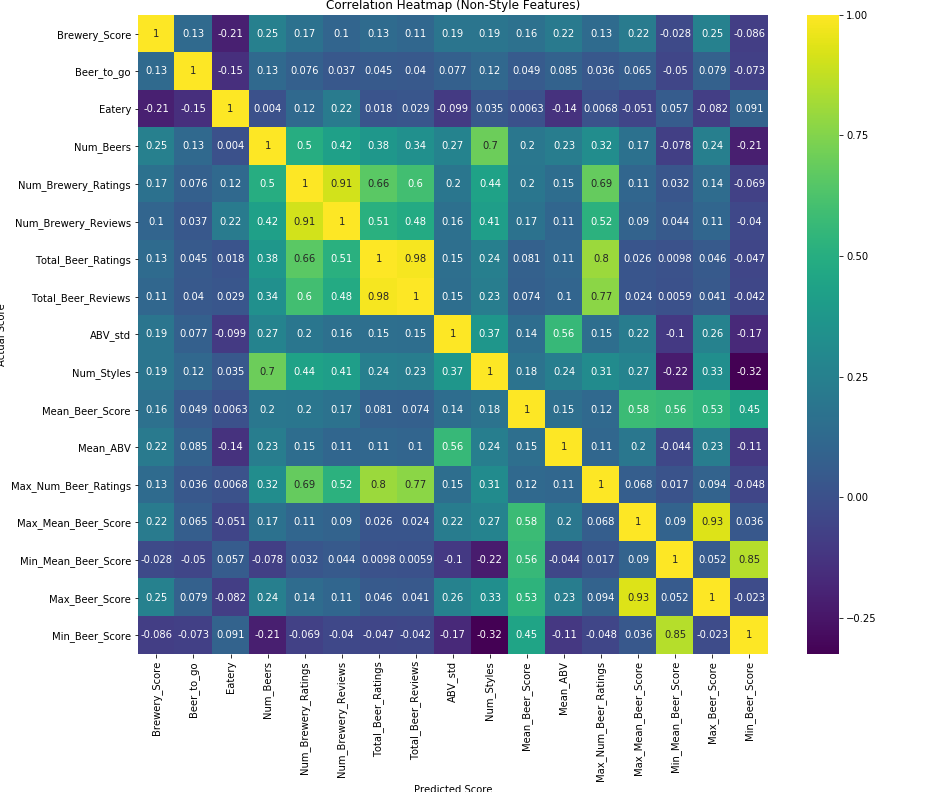 Correlation Heatmap (Non-Style Features)
Brewery_Score 1 0.13 -0.21 0.25 0.17 0.1 0.13 0.11 0.19 0.19 0.16 0.22 0.13 0.22 -0.028 0.25 -0.086
Beer_to_go 0.13 1 -0.15 0.13 0.076 0.037 0.045 0.04 0.077 0.12 0.049 0.085 0.036 0.065 -0.05 0.079 -0.073
Eatery -0.21 -0.15 1 0.004 0.12 0.22 0.018 0.029 -0.099 0.035 0.0063 -0.14 0.0068 -0.051 0.057 -0.082 0.091
Num_Beers 0.25 0.13 0.004 1 0.5 0.42 0.38 0.34 0.27 0.7 0.2 0.23 0.32 0.17 -0.078 0.24 -0.21
Num_Brewery_Ratings 0.17 0.076 0.12 0.5 1 0.91 0.66 0.6 0.2 0.44 0.2 0.15 0.69 0.11 0.032 0.14 -0.069
Num_Brewery_Reviews 0.1 0.037 0.22 0.42 0.91 1 0.51 0.48 0.16 0.41 0.17 0.11 0.52 0.09 0.044 0.11 -0.04
Total_Beer_Ratings 0.13 0.045 0.018 0.38 0.66 0.51 1 0.98 0.15 0.24 0.081 0.11 0.8 0.026 0.0098 0.046 -0.047
Total_Beer_Reviews 0.11 0.04 0.029 0.34 0.6 0.48 0.98 1 0.15 0.23 0.074 0.1 0.77 0.024 0.0059 0.041 -0.042
ABV_std 0.19 0.077 -0.099 0.27 0.2 0.16 0.15 0.15 1 0.37 0.14 0.56 0.15 0.22 -0.1 0.26 -0.17
Num_Styles 0.19 0.12 0.035 0.7 0.44 0.41 0.24 0.23 0.37 1 0.18 0.24 0.31 0.27 -0.22 0.33 -0.32
Mean_Beer_Score 0.16 0.049 0.0063 0.2 0.2 0.17 0.081 0.074 0.14 0.18 1 0.15 0.12 0.58 0.56 0.53 0.45
Mean_ABV 0.22 0.085 -0.14 0.23 0.15 0.11 0.11 0.1 0.56 0.24 0.15 1 0.11 0.2 -0.044 0.23 -0.11
Max_Num_Beer_Ratings 0.13 0.036 0.0068 0.32 0.69 0.52 0.8 0.77 0.15 0.31 0.12 0.11 1 0.068 0.017 0.094 -0.048
Max_Mean_Beer_Score 0.22 0.065 -0.051 0.17 0.11 0.09 0.026 0.024 0.22 0.27 0.58 0.2 0.068 1 0.09 0.93 0.036
Min_Mean_Beer_Score -0.028 -0.05 0.057 -0.078 0.032 0.044 0.0098 0.0059 -0.1 -0.22 0.56 -0.044 0.017 0.09 1 0.052 0.85
Max_Beer_Score 0.25 0.079 -0.082 0.24 0.14 0.11 0.046 0.041 0.26 0.33 0.53 0.23 0.094 0.93 0.052 1 -0.023
Min_Beer_Score -0.086 -0.073 0.091 -0.21 -0.069 -0.04 -0.047 -0.042 -0.17 -0.32 0.45 -0.11 -0.048 0.036 0.85 -0.023 1
Brewery_Score
Beer_to_go
Eatery
Num_Beers
Num_Brewery_Ratings
Num_Brewery_Reviews
Total_Beer_Ratings
Total_Beer_Reviews
ABV_std
Num_Styles
Mean_Beer_Score
Mean_ABV
Max_Num_Beer_Ratings
Max_Mean_Beer_Score
Min_Mean_Beer_Score
Max_Beer_Score
Min_Beer_Score
Predicted Score
Actual Score
1.00
0.75
0.50
0.25
0.00
−0.25